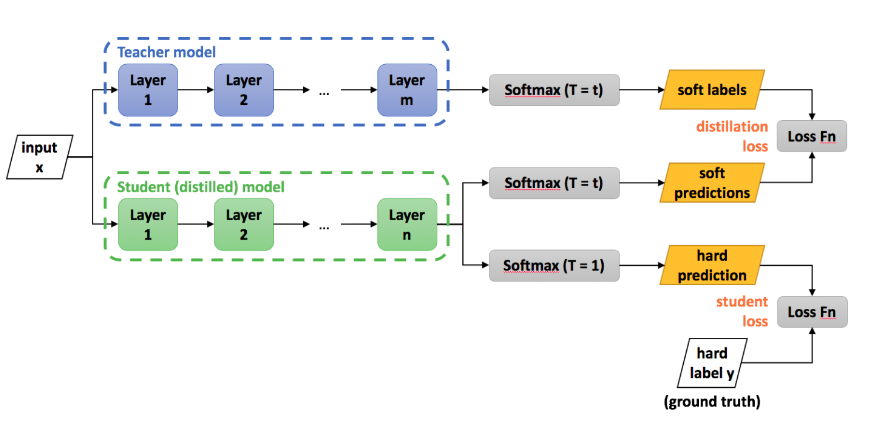 Teacher model
Layer
1
Layer
2
...
Layer
m
Softmax (T = t)
soft labels
distillation
loss
Loss Fn
input
x
Student (distilled) model
Layer
1
Layer
2
...
Layer
n
Softmax (T = t)
soft
predictions
Softmax (T = 1)
hard
prediction
student
loss
Loss Fn
hard
label y
(ground truth)